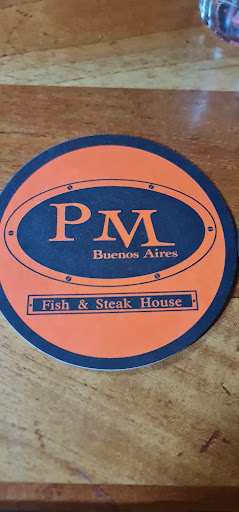 PM
Buenos Aires
Fish & Steak House